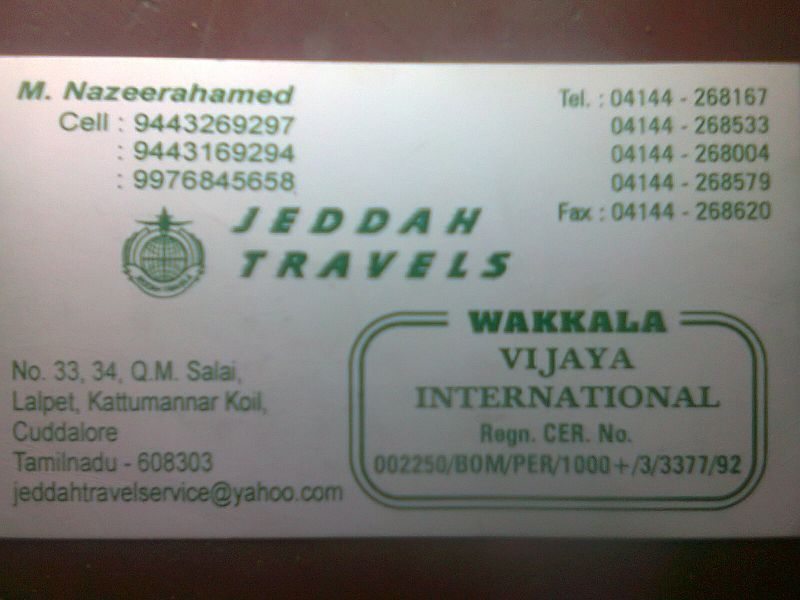 M. Nazeerahamed
Cell : 9443269297
: 9443169294
: 9976845658
Tel. : 04144 - 268167
04144 - 268533
04144 - 268004
04144 - 268579
Fax : 04144 - 268620
JEDDAH
TRAVELS
No. 33, 34, Q.M. Salai,
Lalpet, Kattumannar Koil,
Cuddalore
Tamilnadu - 608303
jeddahtravelservice@yahoo.com
WAKKALA
VIJAYA
INTERNATIONAL
Regn. CER. No.
002250/BOM/PER/1000+/3/3377/92